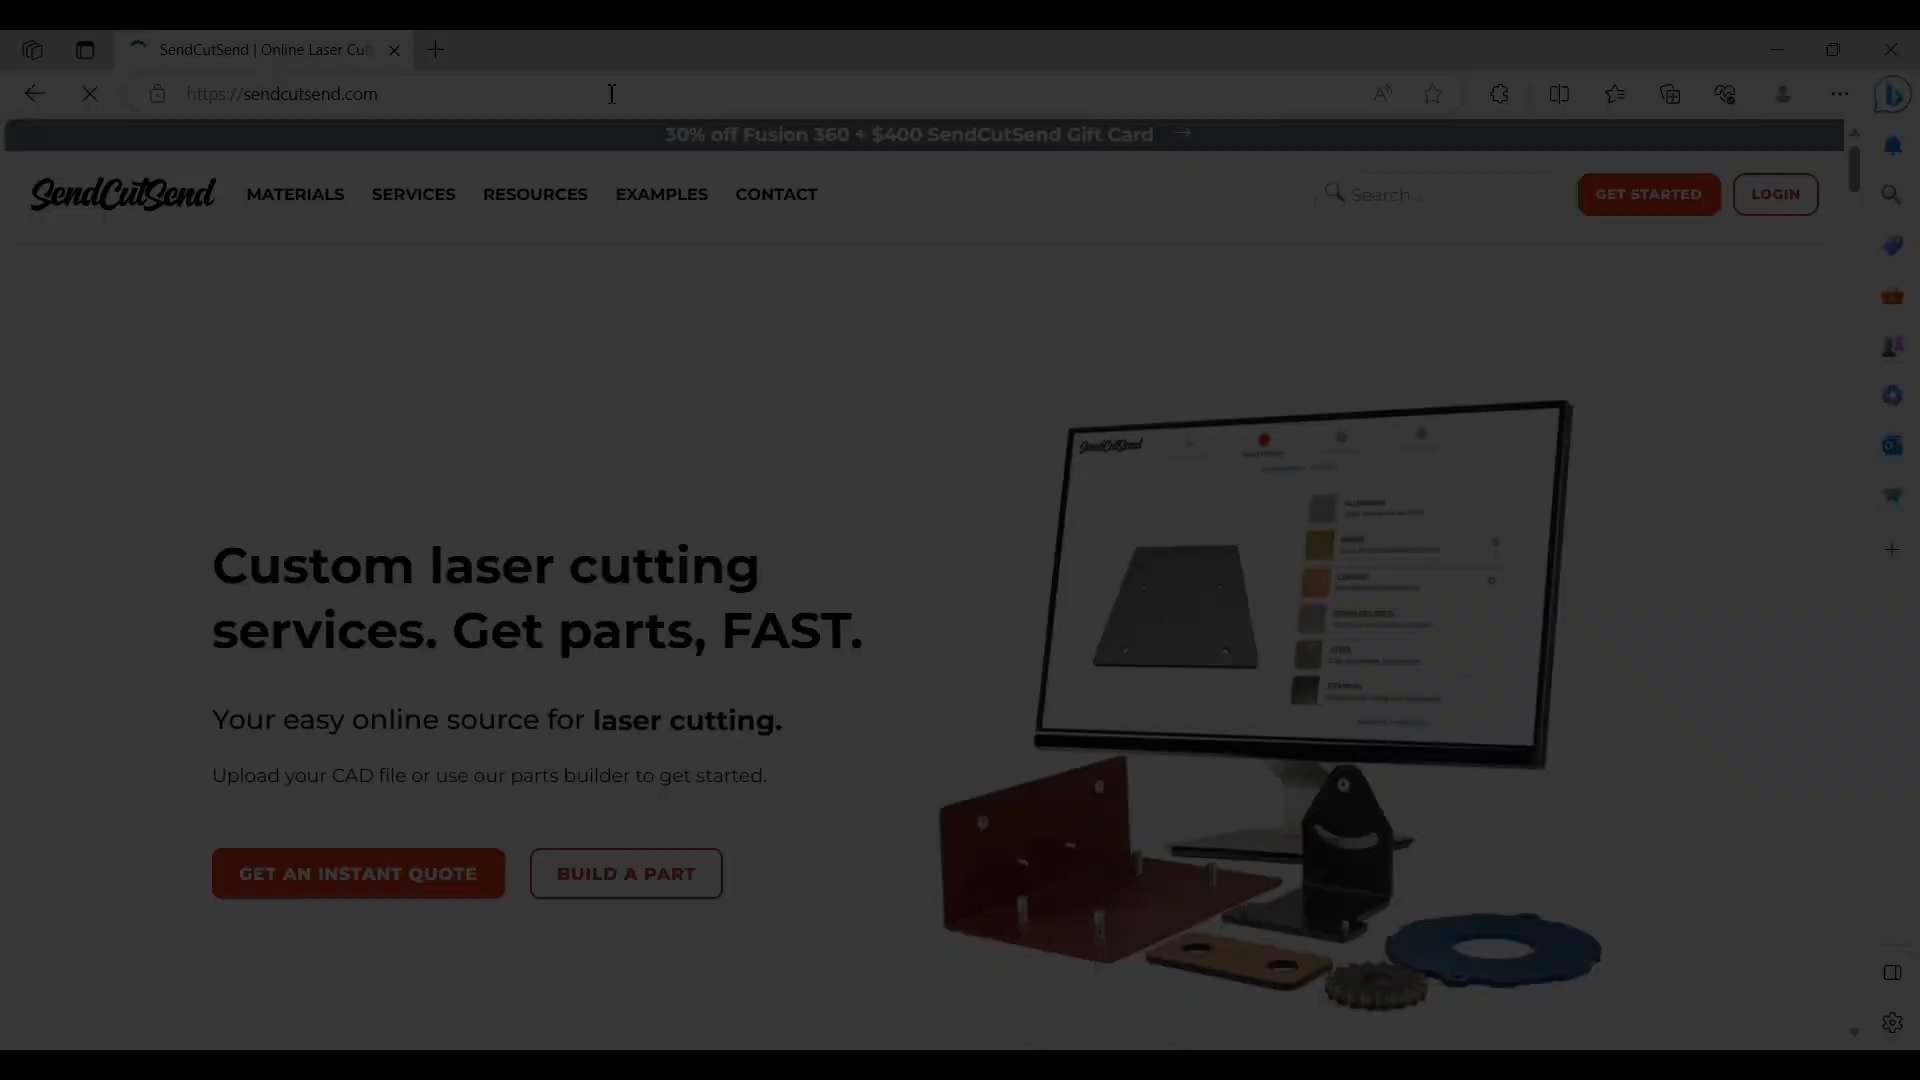 SendCutSend | Online Laser Cut
https://sendcutsend.com
30% off Fusion 360 + $400 SendCutSend Gift Card →
SendCutSend MATERIALS SERVICES RESOURCES EXAMPLES CONTACT Search... GET STARTED LOGIN
SendCutSend
Custom laser cutting
services. Get parts, FAST.
Your easy online source for laser cutting.
Upload your CAD file or use our parts builder to get started.
GET AN INSTANT QUOTE BUILD A PART